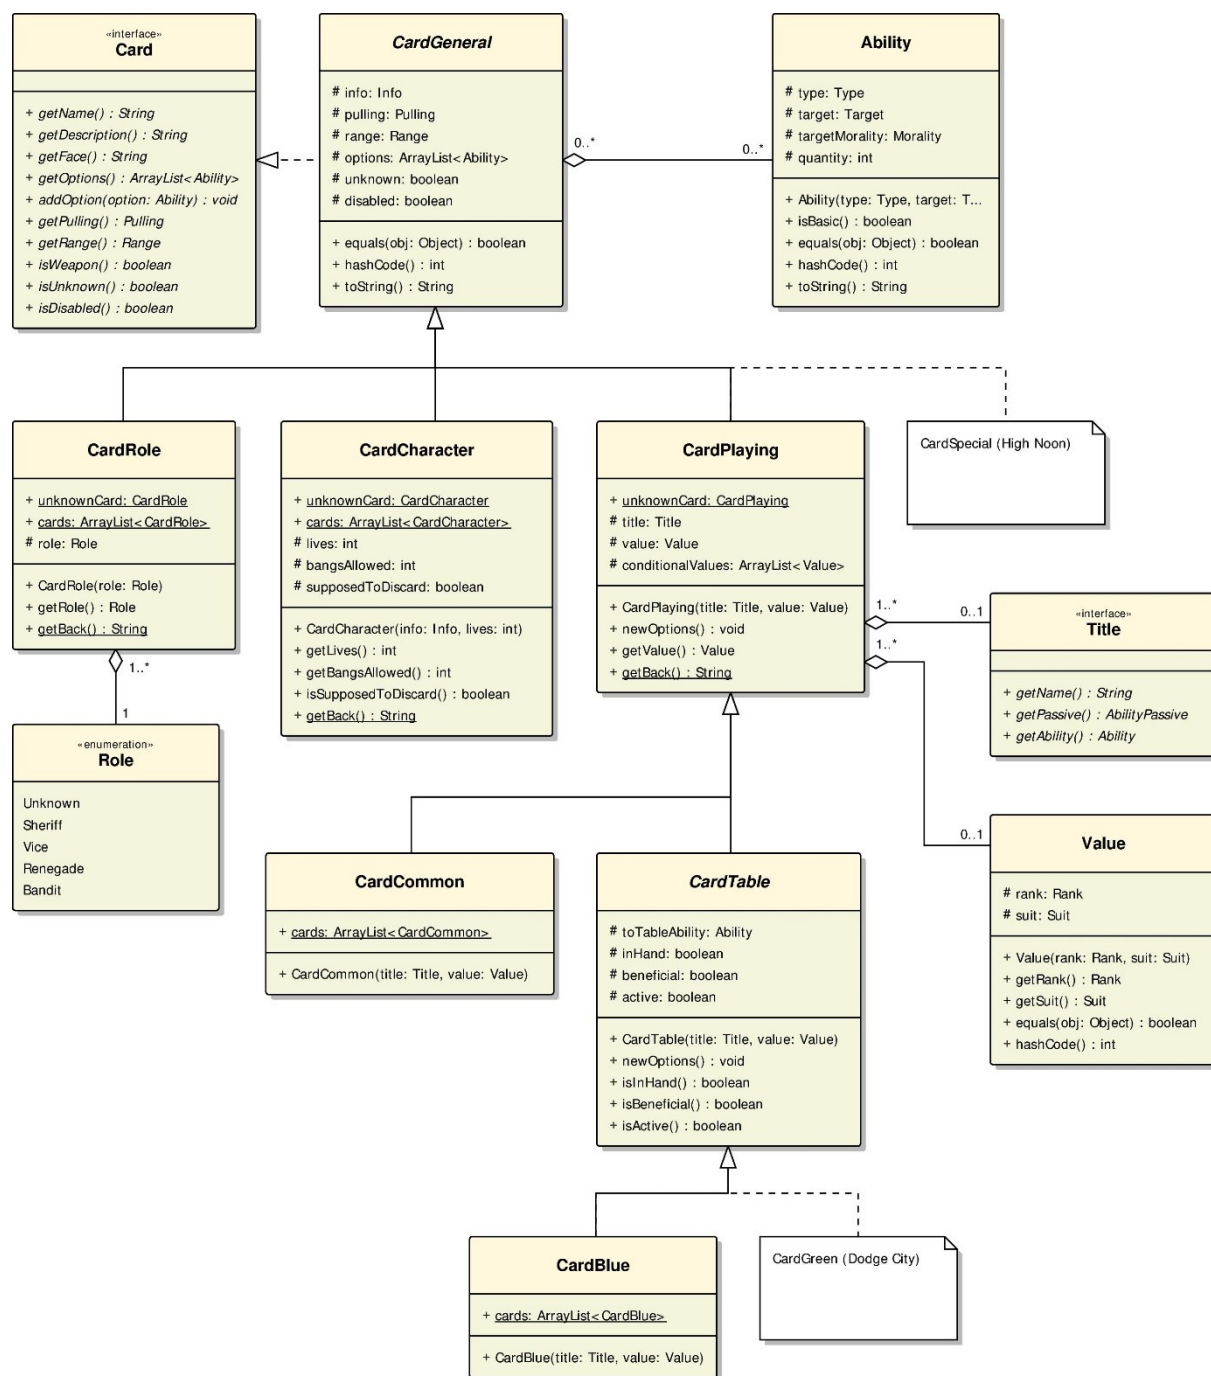 «interface»
Card
+ getName() : String
+ getDescription() : String
+ getFace() : String
+ getOptions() : ArrayList<Ability>
+ addOption(option: Ability) : void
+ getPulling() : Pulling
+ getRange() : Range
+ isWeapon() : boolean
+ isUnknown() : boolean
+ isDisabled() : boolean
CardGeneral
# info: Info
# pulling: Pulling
# range: Range
# options: ArrayList<Ability>
# unknown: boolean
# disabled: boolean
+ equals(obj: Object) : boolean
+ hashCode() : int
+ toString() : String
0..*
0..*
Ability
# type: Type
# target: Target
# targetMorality: Morality
# quantity: int
+ Ability(type: Type, target: T...
+ isBasic() : boolean
+ equals(obj: Object) : boolean
+ hashCode() : int
+ toString() : String
CardRole
+ unknownCard: CardRole
+ cards: ArrayList<CardRole>
# role: Role
+ CardRole(role: Role)
+ getRole() : Role
+ getBack() : String
1..*
1
«enumeration»
Role
Unknown
Sheriff
Vice
Renegade
Bandit
CardCharacter
+ unknownCard: CardCharacter
+ cards: ArrayList<CardCharacter>
# lives: int
# bangsAllowed: int
# supposedToDiscard: boolean
+ CardCharacter(info: Info, lives: int)
+ getLives() : int
+ getBangsAllowed() : int
+ isSupposedToDiscard() : boolean
+ getBack() : String
CardPlaying
+ unknownCard: CardPlaying
# title: Title
# value: Value
# conditionalValues: ArrayList<Value>
+ CardPlaying(title: Title, value: Value)
+ newOptions() : void
+ getValue() : Value
+ getBack() : String
CardSpecial (High Noon)
1..*
0..1
1..*
0..1
«interface»
Title
+ getName() : String
+ getPassive() : AbilityPassive
+ getAbility() : Ability
Value
# rank: Rank
# suit: Suit
+ Value(rank: Rank, suit: Suit)
+ getRank() : Rank
+ getSuit() : Suit
+ equals(obj: Object) : boolean
+ hashCode() : int
CardCommon
+ cards: ArrayList<CardCommon>
+ CardCommon(title: Title, value: Value)
CardTable
# toTableAbility: Ability
# inHand: boolean
# beneficial: boolean
# active: boolean
+ CardTable(title: Title, value: Value)
+ newOptions() : void
+ isInHand() : boolean
+ isBeneficial() : boolean
+ isActive() : boolean
CardBlue
+ cards: ArrayList<CardBlue>
+ CardBlue(title: Title, value: Value)
CardGreen (Dodge City)